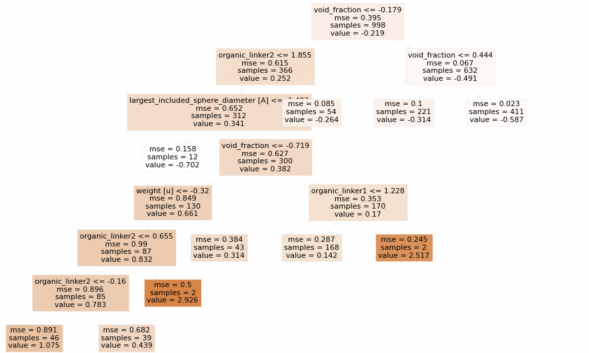 void_fraction <= -0.179
mse = 0.395
samples = 998
value = -0.219
organic_linker2 <= 1.855
mse = 0.615
samples = 366
value = 0.252
void_fraction <= 0.444
mse = 0.067
samples = 632
value = -0.491
largest_included_sphere_diameter [A] <=
mse = 0.652
samples = 312
value = 0.341
mse = 0.085
samples = 54
value = -0.264
mse = 0.1
samples = 221
value = -0.314
mse = 0.023
samples = 411
value = -0.587
mse = 0.158
samples = 12
value = -0.702
void_fraction <= -0.719
mse = 0.627
samples = 300
value = 0.382
weight [u] <= -0.32
mse = 0.849
samples = 130
value = 0.661
organic_linker1 <= 1.228
mse = 0.353
samples = 170
value = 0.17
organic_linker2 <= 0.655
mse = 0.99
samples = 87
value = 0.832
mse = 0.384
samples = 43
value = 0.314
mse = 0.287
samples = 168
value = 0.142
mse = 0.245
samples = 2
value = 2.517
organic_linker2 <= -0.16
mse = 0.896
samples = 85
value = 0.783
mse = 0.5
samples = 2
value = 2.926
mse = 0.891
samples = 46
value = 1.075
mse = 0.682
samples = 39
value = 0.439